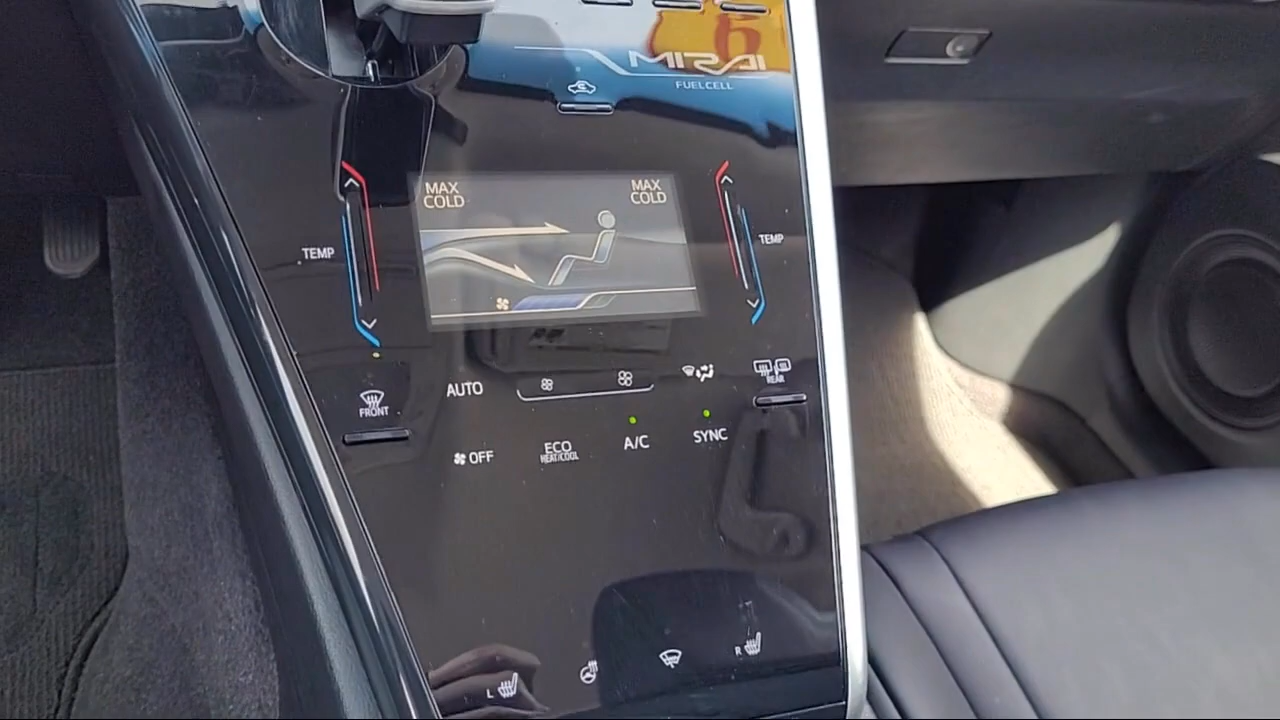 MIRAI
FUELCELL
MAX
COLD
MAX
COLD
TEMP
TEMP
FRONT
AUTO
REAR
OFF
ECO
HEAT/COOL
A/C
SYNC
L
R